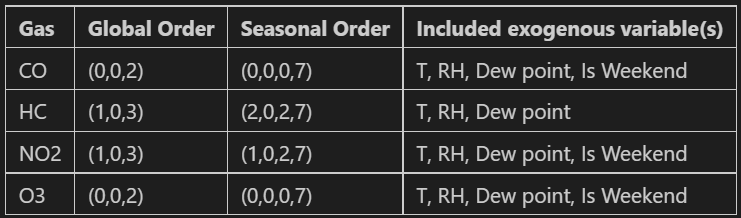 Gas Global Order Seasonal Order Included exogenous variable(s)
CO (0,0,2) (0,0,0,7) T, RH, Dew point, Is Weekend
HC (1,0,3) (2,0,2,7) T, RH, Dew point
NO2 (1,0,3) (1,0,2,7) T, RH, Dew point, Is Weekend
O3 (0,0,2) (0,0,0,7) T, RH, Dew point, Is Weekend